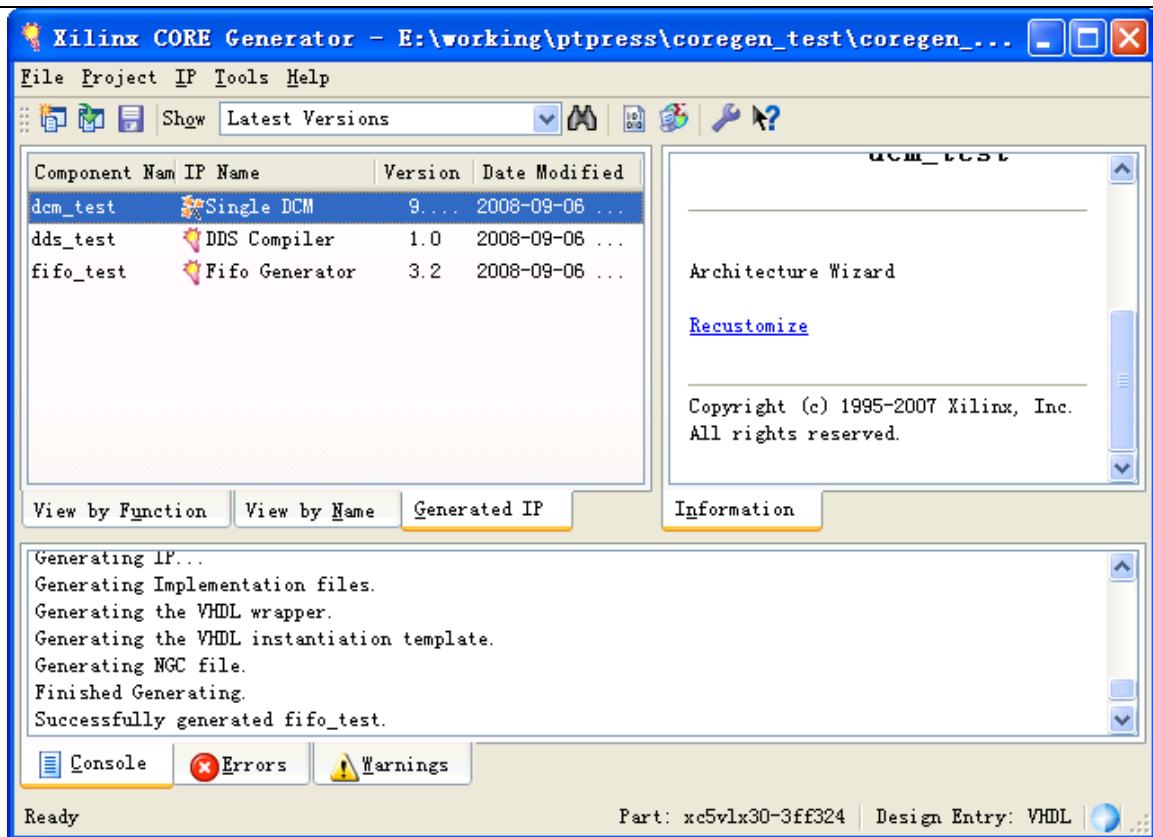 Xilinx CORE Generator - E:\working\ptpress\coregen_test\coregen_...
File Project IP Tools Help
Show Latest Versions
Component Nam IP Name Version Date Modified
dcm_test Single DCM 9.... 2008-09-06 ...
dds_test DDS Compiler 1.0 2008-09-06 ...
fifo_test Fifo Generator 3.2 2008-09-06 ...
View by Function View by Name Generated IP
dcm_test
Architecture Wizard
Recustomize
Copyright (c) 1995-2007 Xilinx, Inc.
All rights reserved.
Information
Generating IP...
Generating Implementation files.
Generating the VHDL wrapper.
Generating the VHDL instantiation template.
Generating NGC file.
Finished Generating.
Successfully generated fifo_test.
Console Errors Warnings
Ready Part: xc5vlx30-3ff324 Design Entry: VHDL